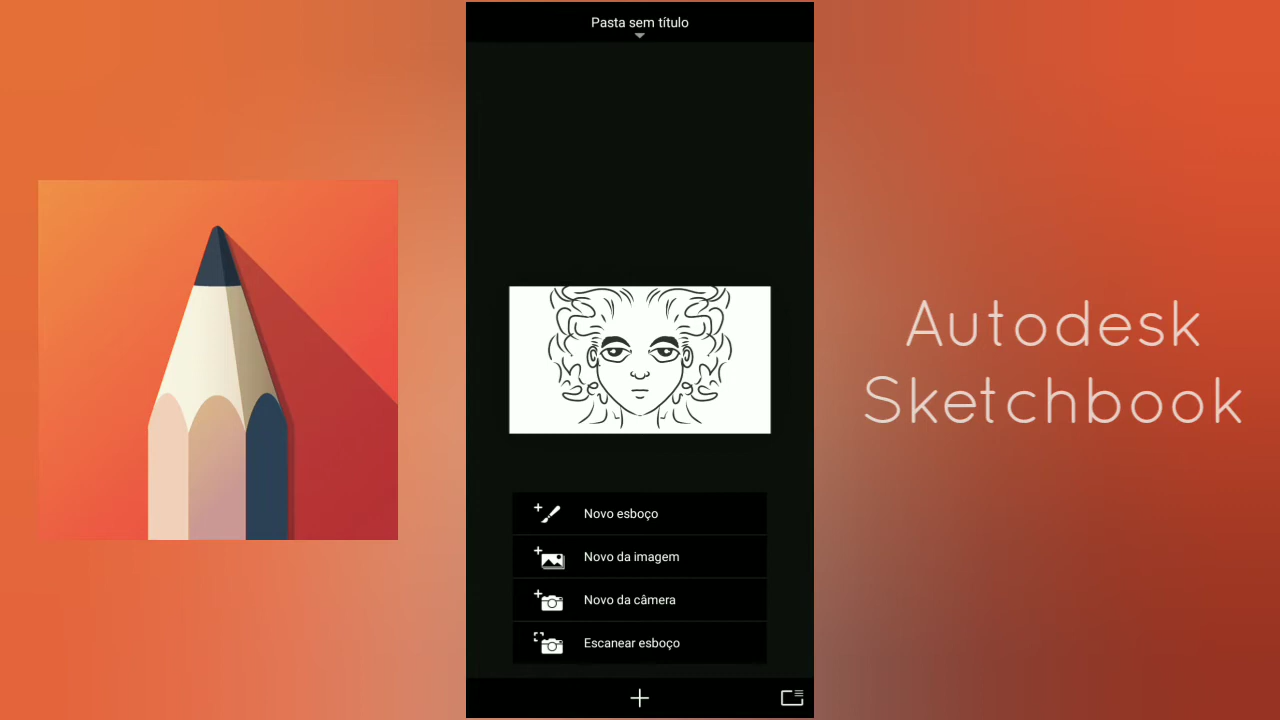 Pasta sem título
Novo esboço
Novo da imagem
Novo da câmera
Escanear esboço
Autodesk
Sketchbook